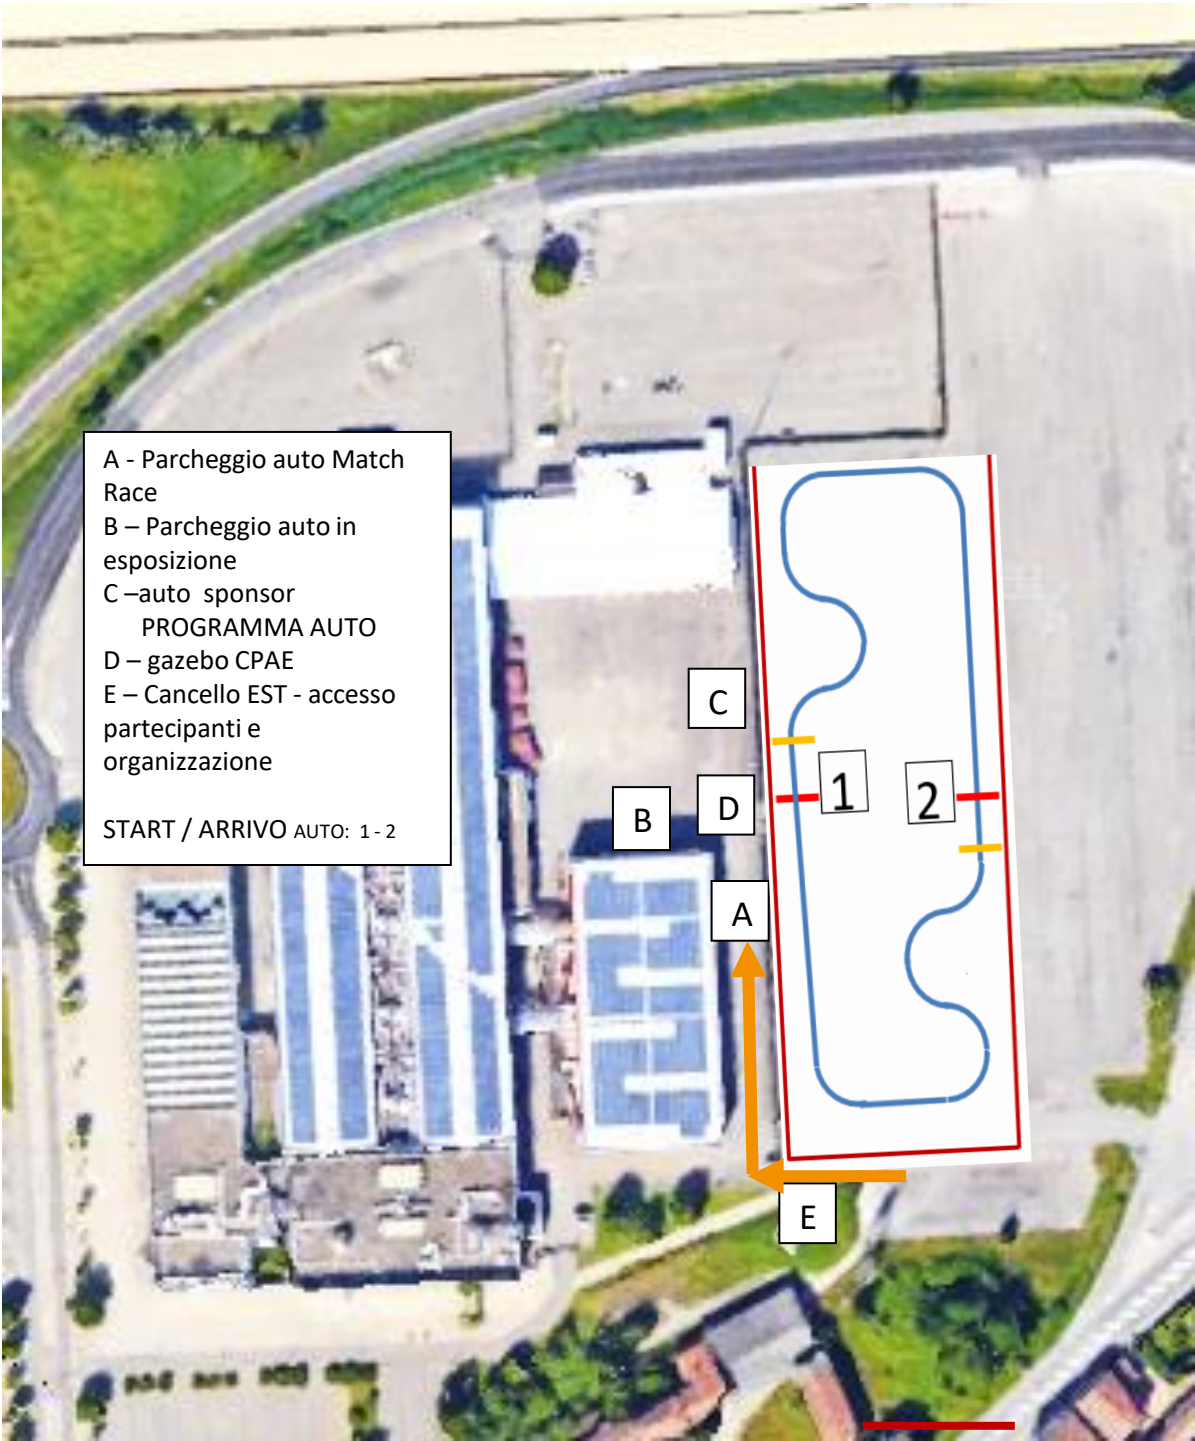 A - Parcheggio auto Match
Race
B – Parcheggio auto in
esposizione
C –auto sponsor
PROGRAMMA AUTO
D – gazebo CPAE
E – Cancello EST - accesso
partecipanti e
organizzazione
START / ARRIVO AUTO: 1 - 2
C
1
2
D
B
A
E